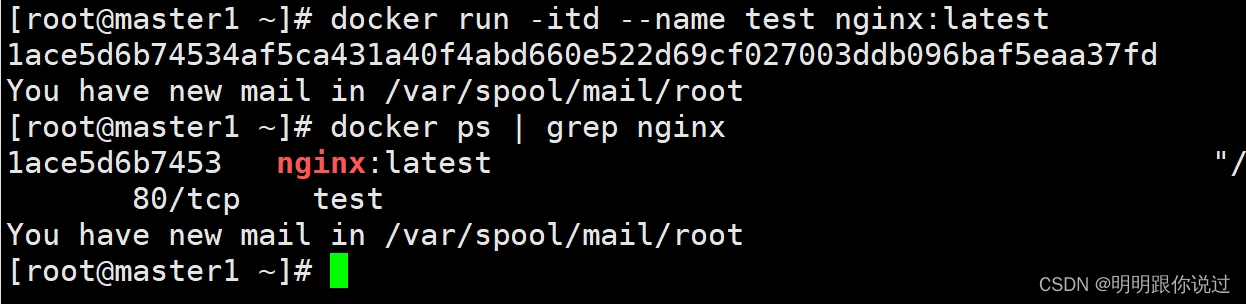 [root@master1 ~]# docker run -itd --name test nginx:latest
1ace5d6b74534af5ca431a40f4abd660e522d69cf027003ddb096baf5eaa37fd
You have new mail in /var/spool/mail/root
[root@master1 ~]# docker ps | grep nginx
1ace5d6b7453   nginx:latest                                        "/
       80/tcp    test
You have new mail in /var/spool/mail/root
[root@master1 ~]#
CSDN @明明跟你说过